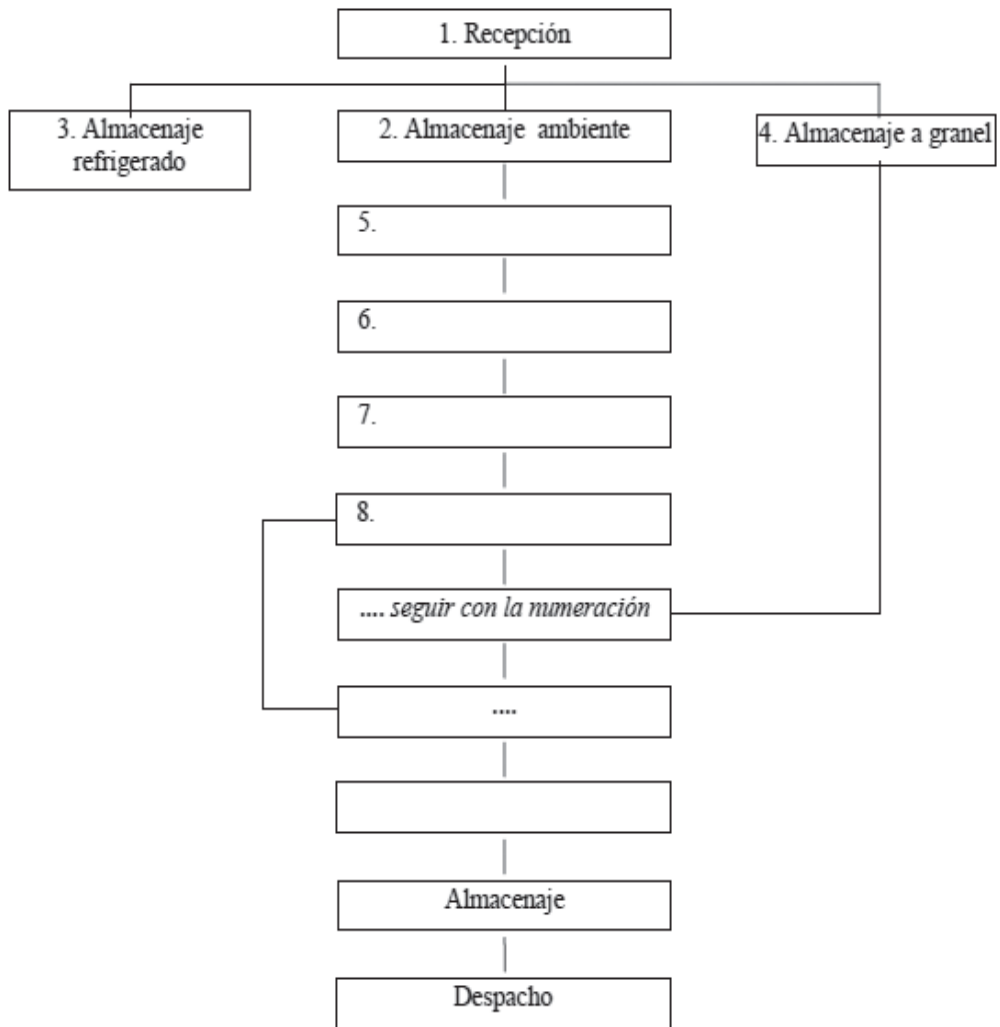 1. Recepción
3. Almacenaje
refrigerado
2. Almacenaje ambiente
4. Almacenaje a granel
5.
6.
7.
8.
.... seguir con la numeración
....
Almacenaje
Despacho